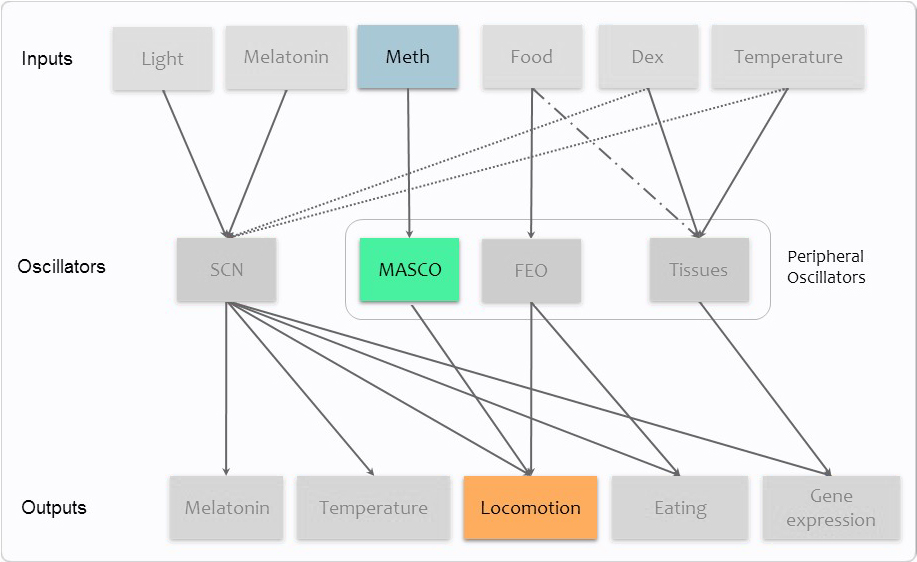 Inputs
Light
Melatonin
Meth
Food
Dex
Temperature
Oscillators
SCN
MASCO
FEO
Tissues
Peripheral
Oscillators
Outputs
Melatonin
Temperature
Locomotion
Eating
Gene
expression